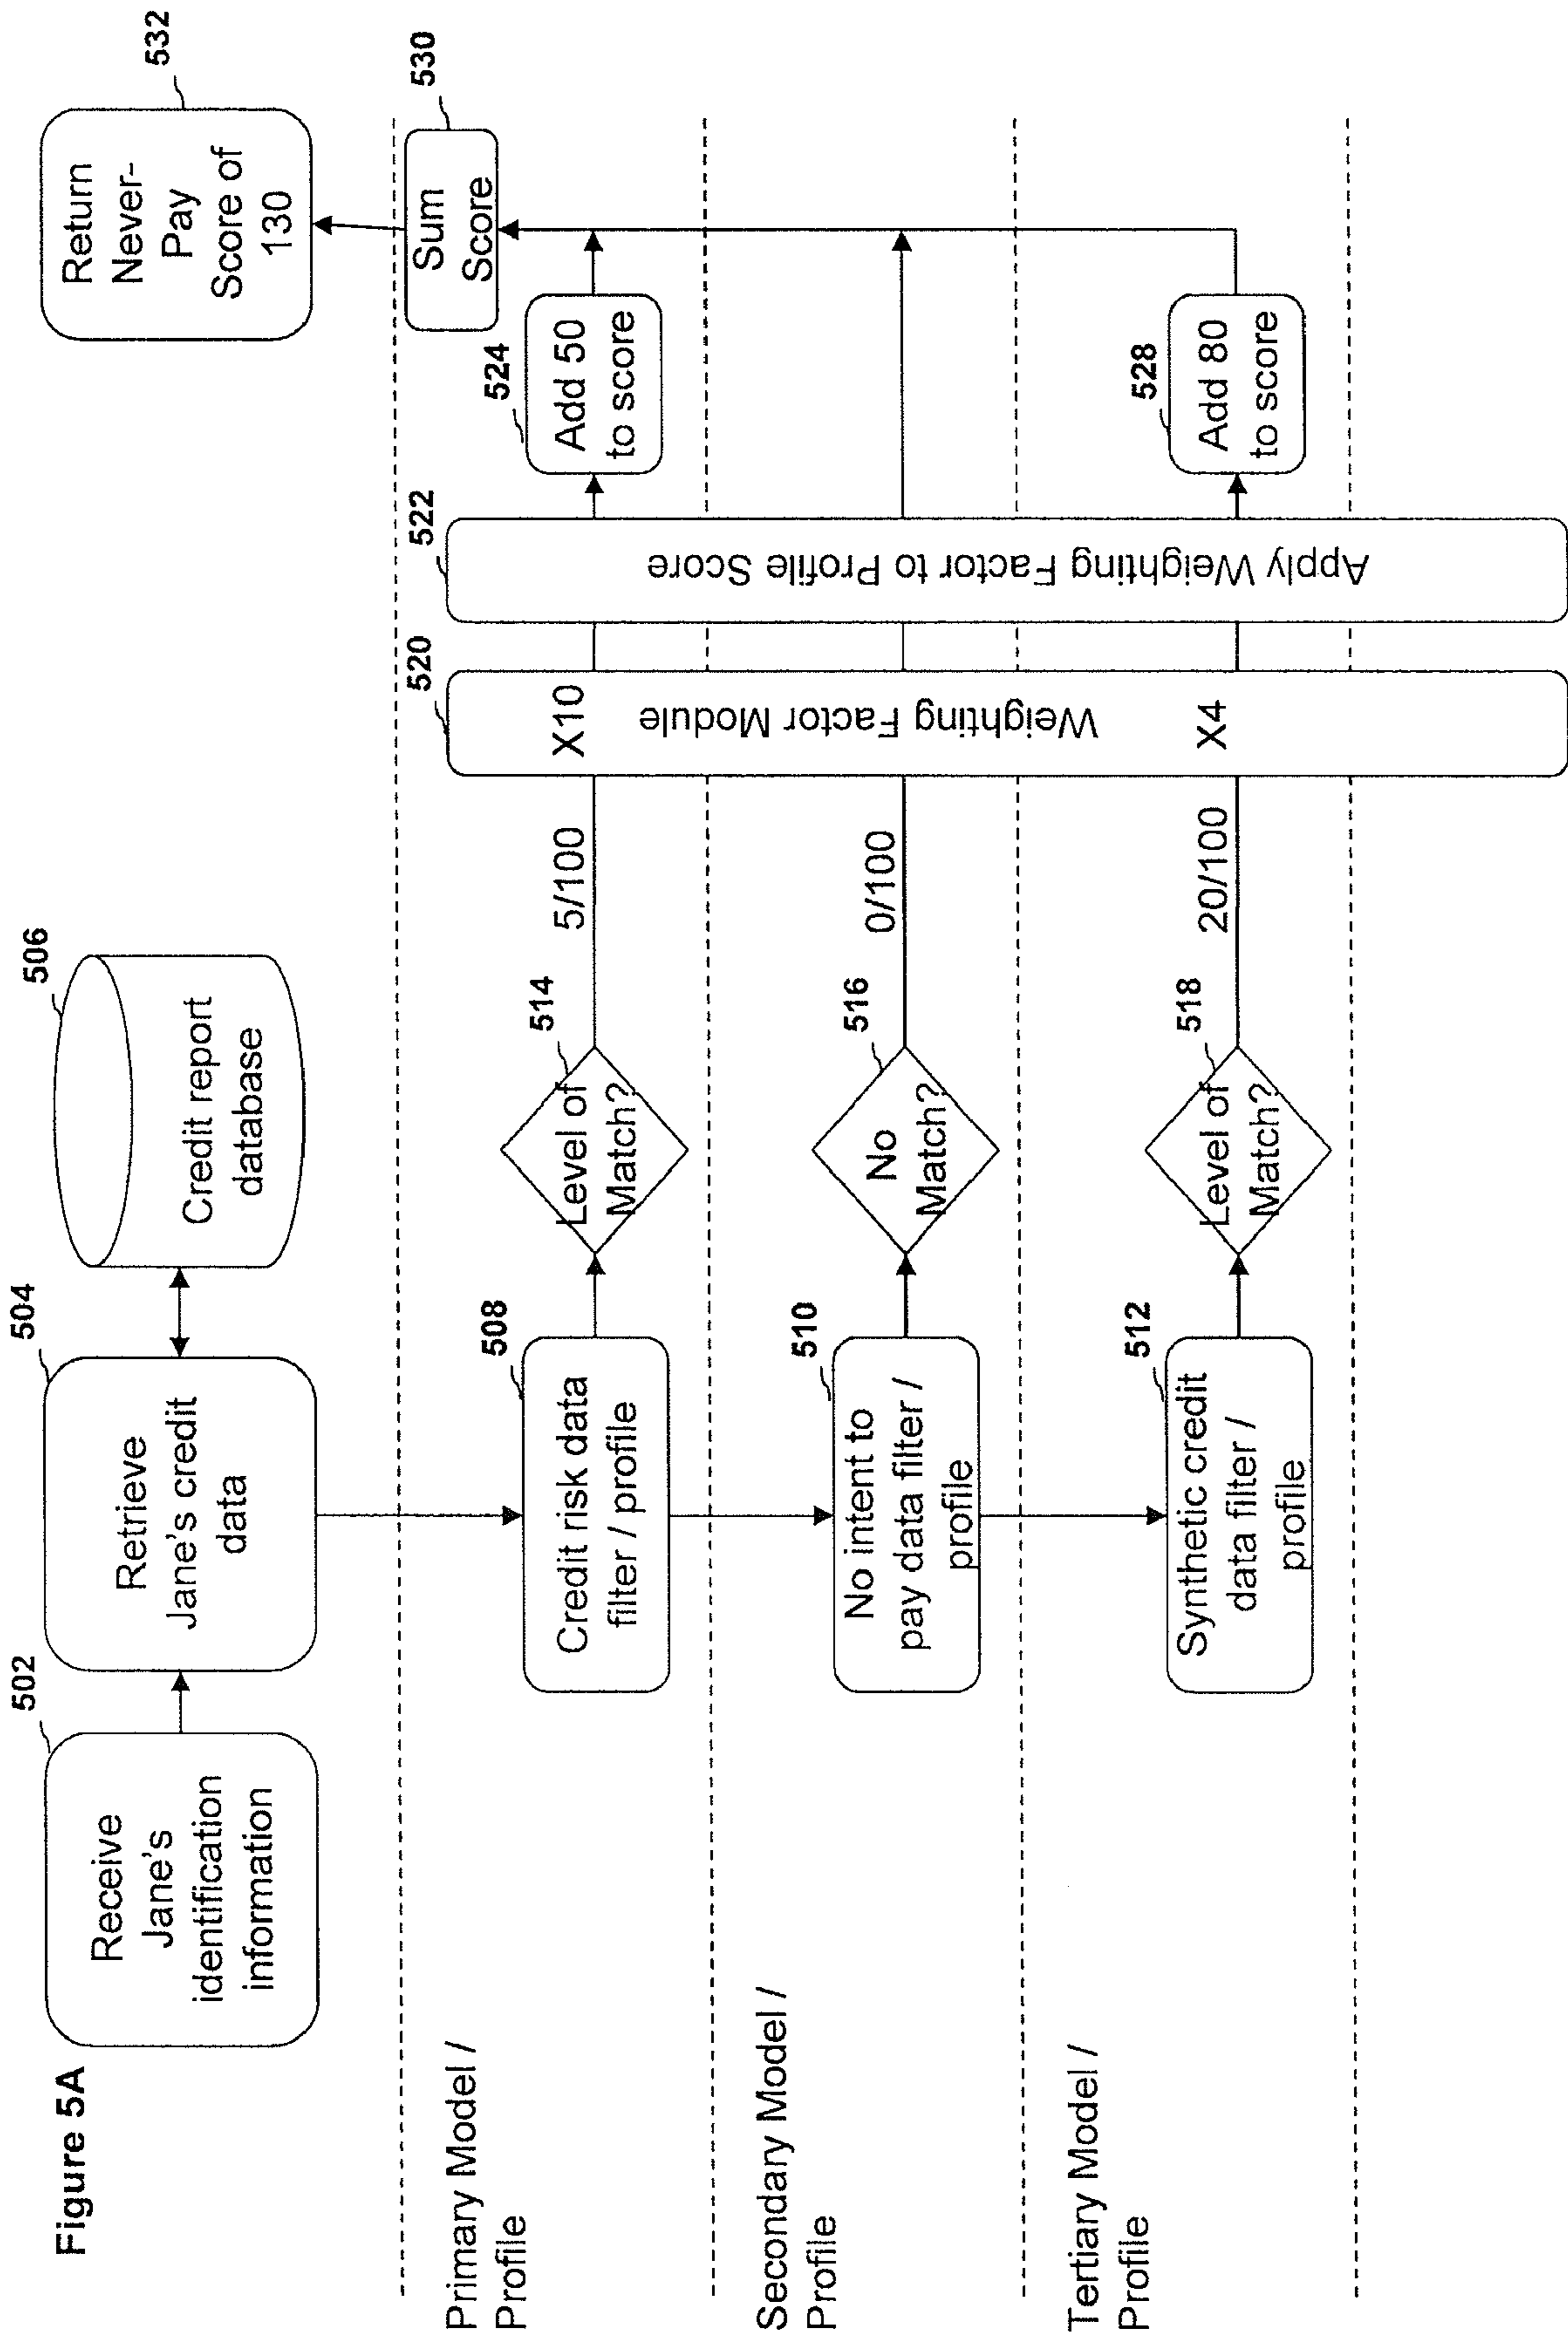 Figure 5A
502
Receive
Jane's
identification
information
504
Retrieve
Jane's credit
data
506
Credit report
database
532
Return
Never-
Pay
Score of
130
Primary Model /
Profile
508
Credit risk data
filter / profile
514
Level of
Match?
5/100
520
X10
Weighting Factor Module
X4
522
Apply Weighting Factor to Profile Score
524
Add 50
to score
530
Sum
Score
Secondary Model /
Profile
510
No intent to
pay data filter /
profile
516
No
Match?
0/100
Tertiary Model /
Profile
512
Synthetic credit
data filter /
profile
518
Level of
Match?
20/100
528
Add 80
to score